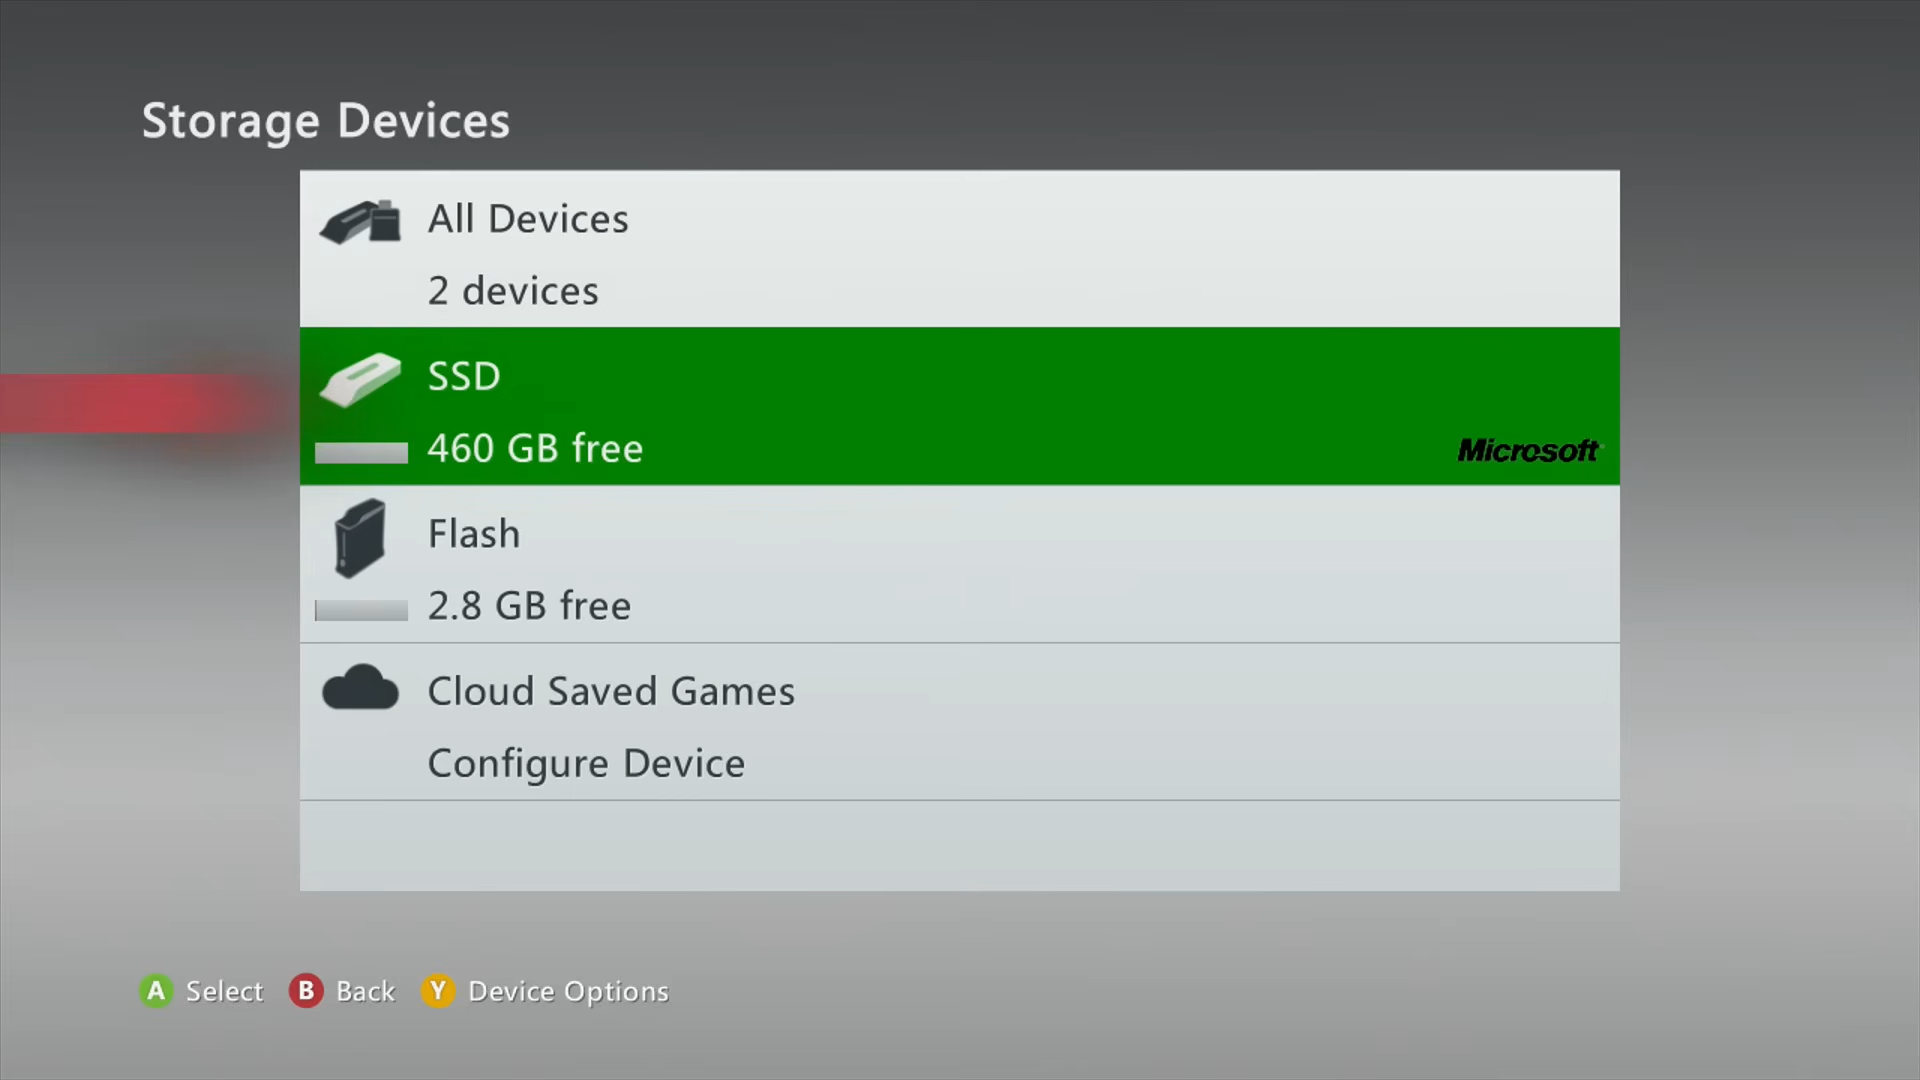 Storage Devices
All Devices
2 devices
SSD
460 GB free
Microsoft
Flash
2.8 GB free
Cloud Saved Games
Configure Device
A Select B Back Y Device Options